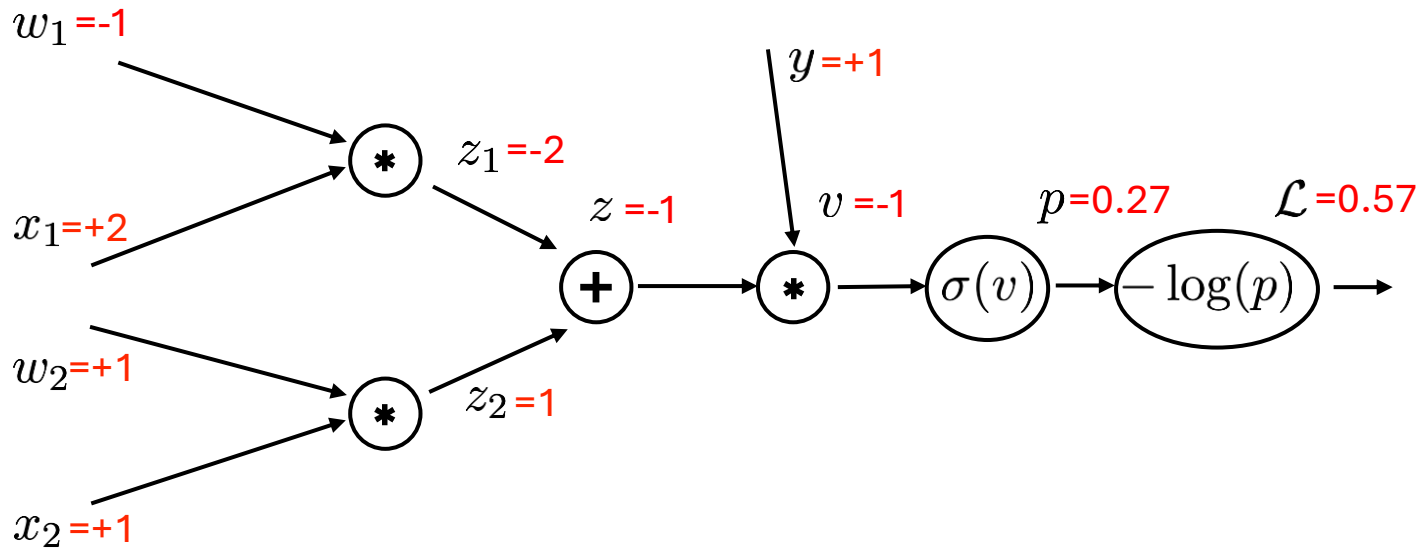 w₁=-1
y=+1
*
z₁=-2
x₁=+2
z =-1
v=-1
p=0.27
ℒ=0.57
+
*
σ(v)
− log(p)
w₂=+1
*
z₂=1
x₂=+1